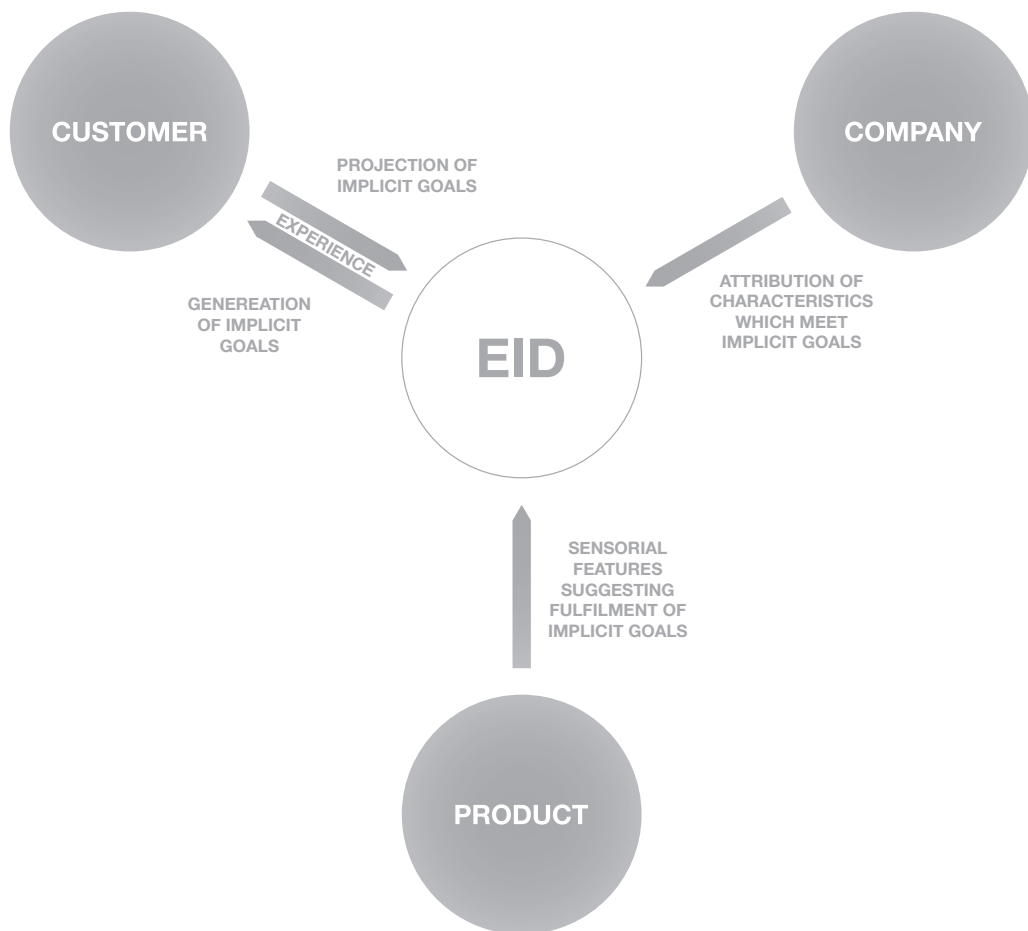 CUSTOMER
COMPANY
PROJECTION OF
IMPLICIT GOALS
EXPERIENCE
GENEREATION
OF IMPLICIT
GOALS
ATTRIBUTION OF
CHARACTERISTICS
WHICH MEET
IMPLICIT GOALS
EID
SENSORIAL
FEATURES
SUGGESTING
FULFILMENT OF
IMPLICIT GOALS
PRODUCT